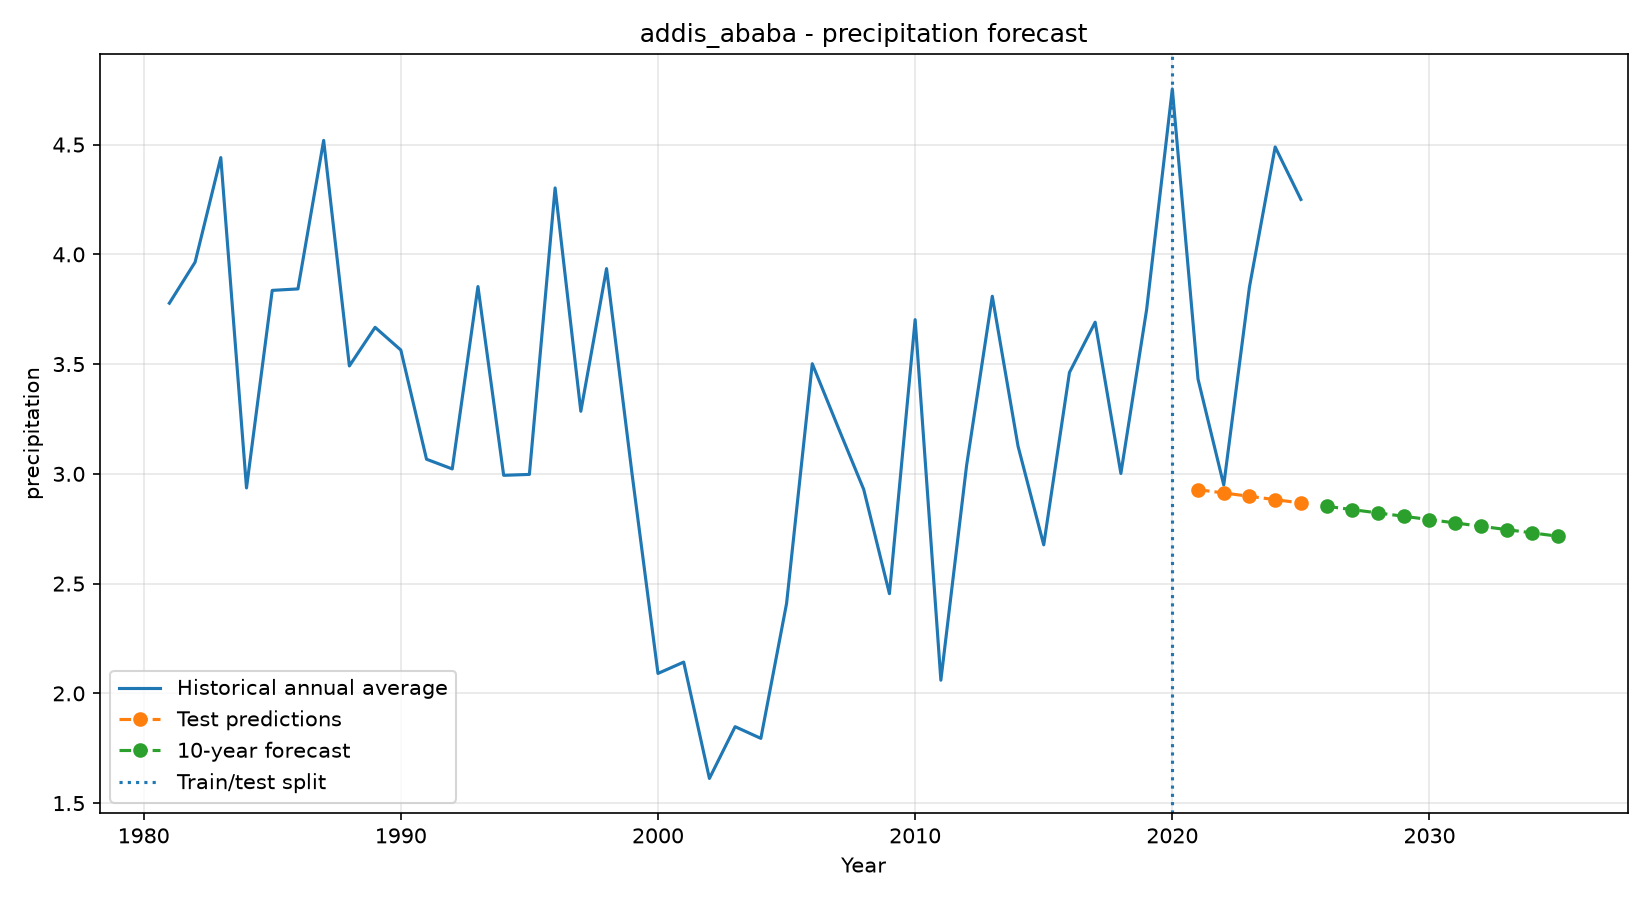 addis_ababa - precipitation forecast
precipitation
4.5
4.0
3.5
3.0
2.5
2.0
1.5
Historical annual average
Test predictions
10-year forecast
Train/test split
1980 1990 2000 2010 2020 2030
Year